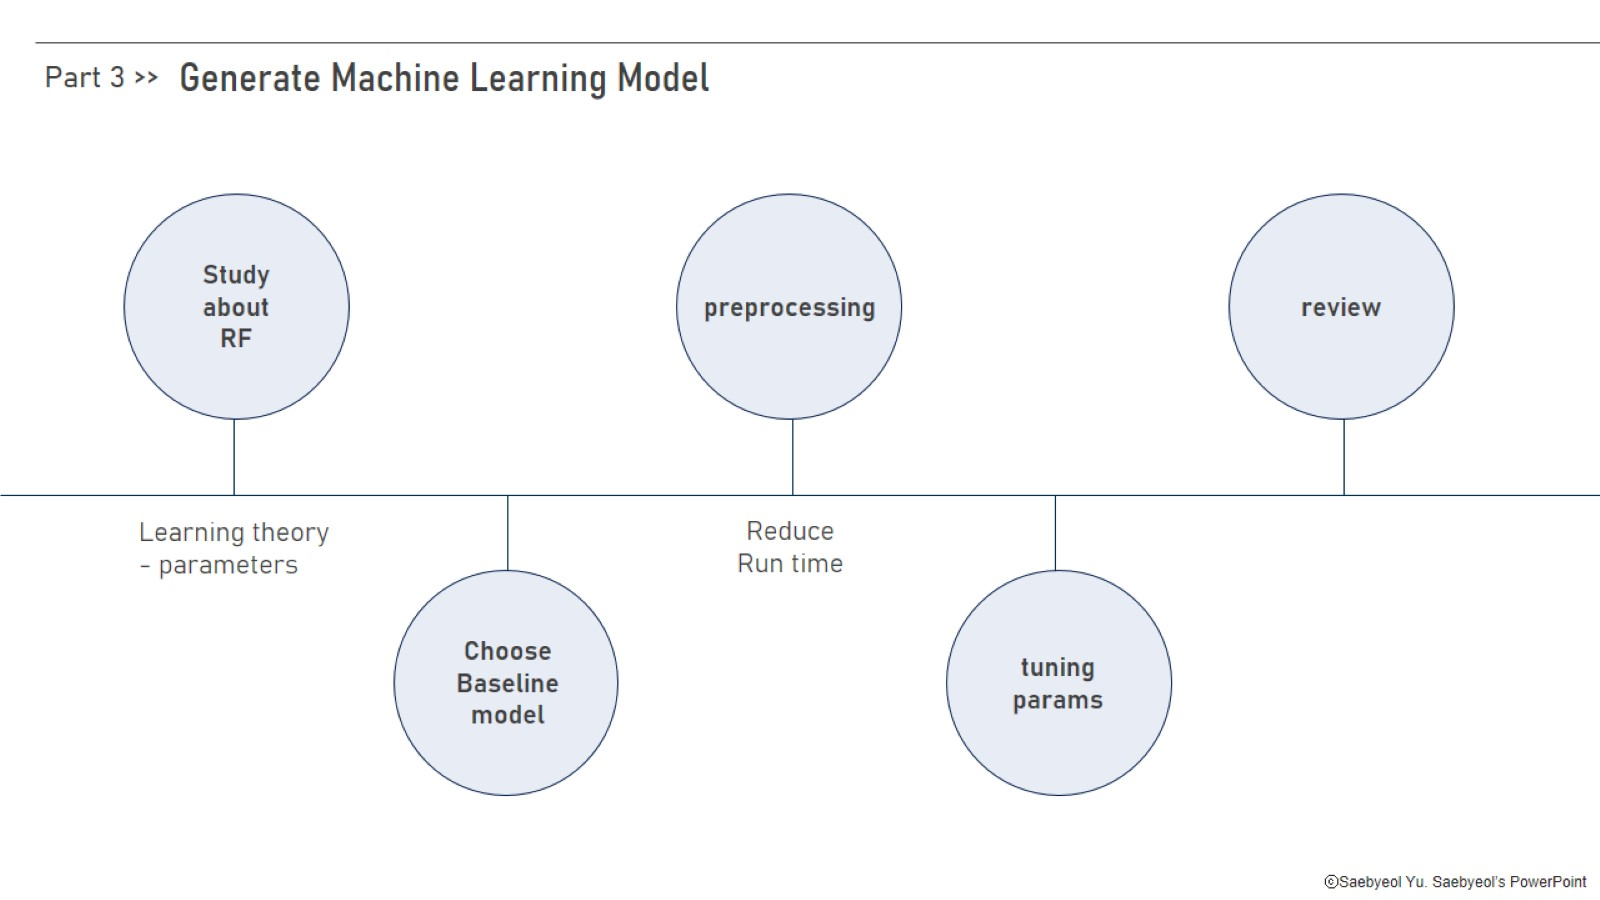 Part 3 >> Generate Machine Learning Model
Study
about
RF
preprocessing
review
Learning theory
- parameters
Reduce
Run time
Choose
Baseline
model
tuning
params
©Saebyeol Yu. Saebyeol's PowerPoint